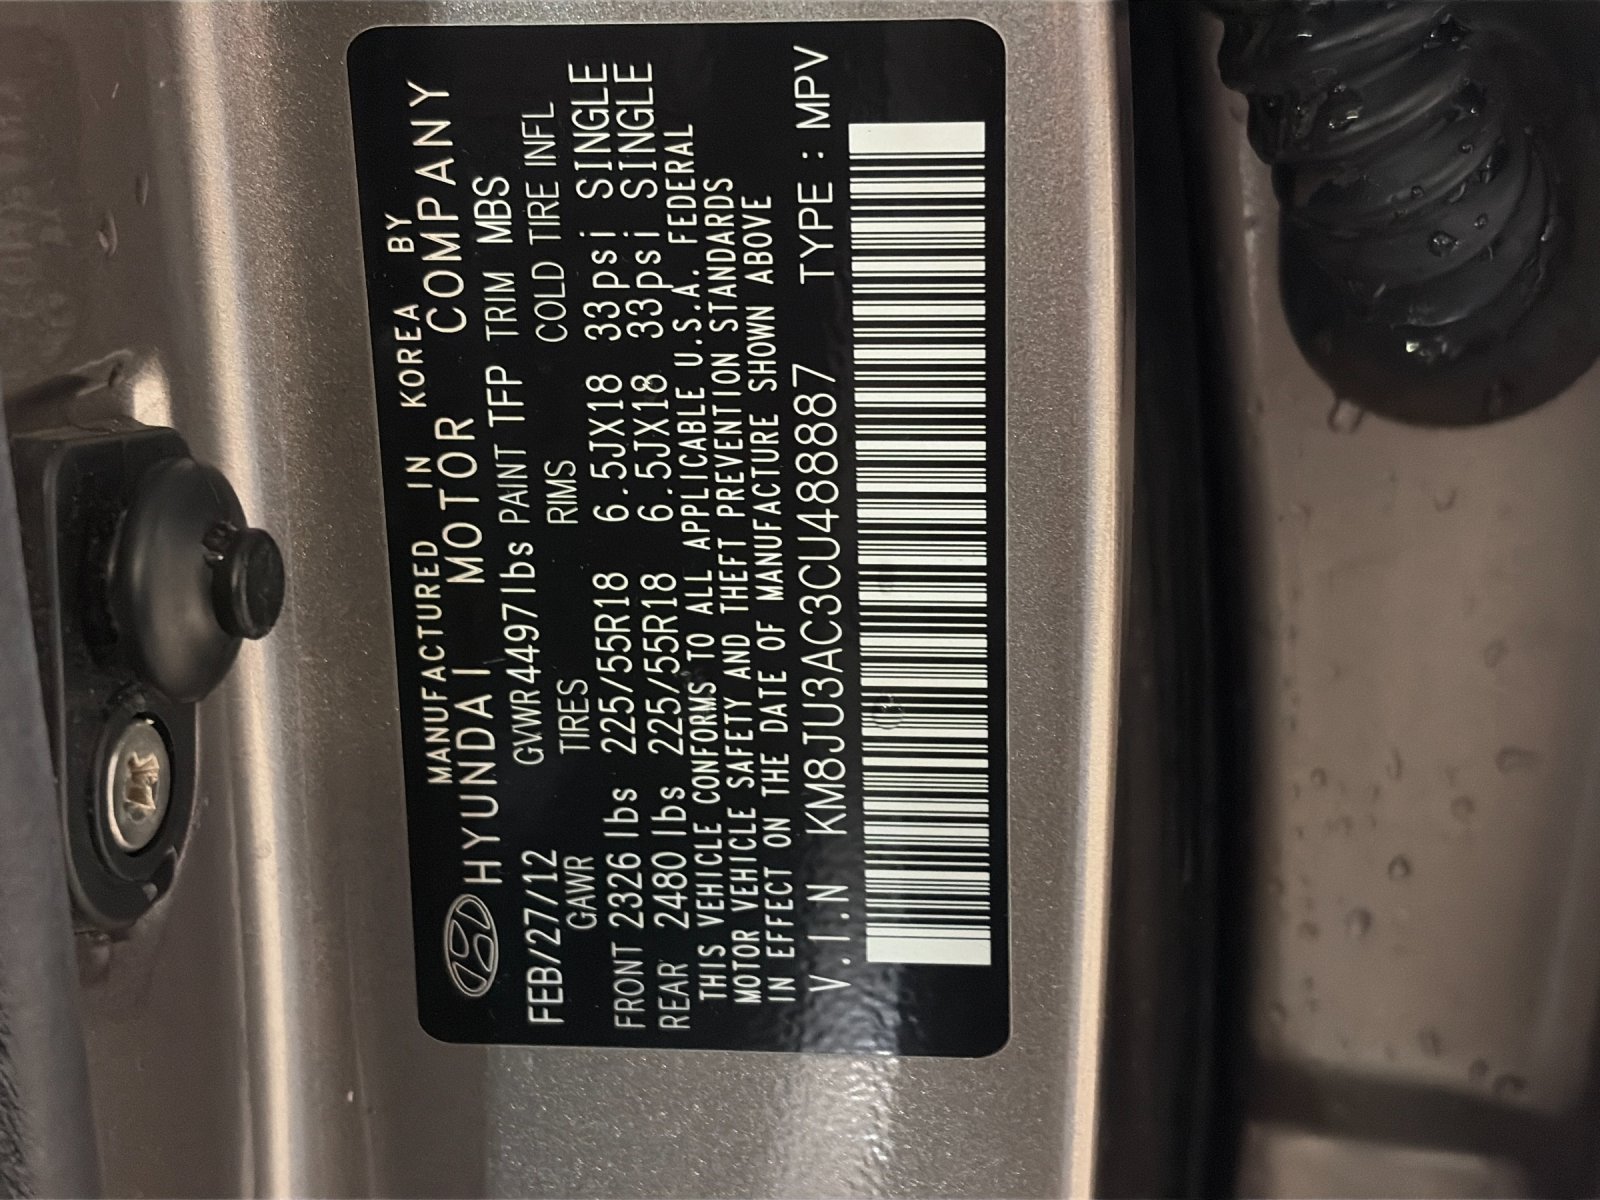 MANUFACTURED IN KOREA BY
HYUNDAI MOTOR COMPANY
FEB/27/12 GVWR4497lbs PAINT TFP TRIM MBS
GAWR TIRES RIMS COLD TIRE INFL
FRONT 2326 lbs 225/55R18 6.5JX18 33psi SINGLE
REAR 2480 lbs 225/55R18 6.5JX18 33psi SINGLE
THIS VEHICLE CONFORMS TO ALL APPLICABLE U.S.A. FEDERAL
MOTOR VEHICLE SAFETY AND THEFT PREVENTION STANDARDS
IN EFFECT ON THE DATE OF MANUFACTURE SHOWN ABOVE
V.I.N KM8JU3AC3CU488887 TYPE : MPV